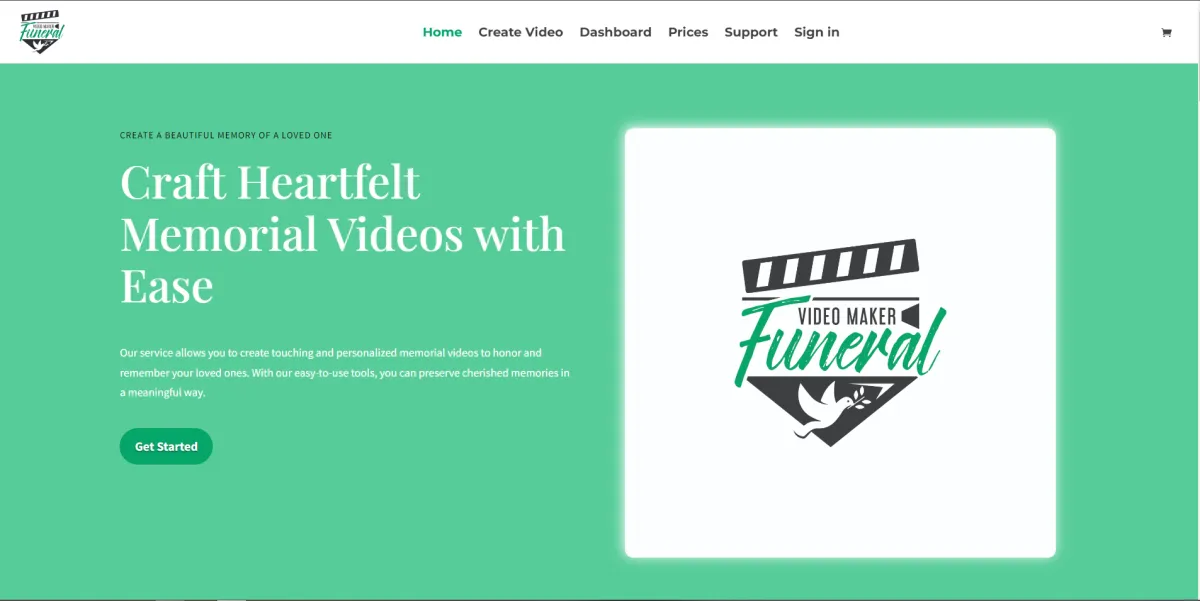 VIDEO MAKER
Funeral
Home Create Video Dashboard Prices Support Sign in
CREATE A BEAUTIFUL MEMORY OF A LOVED ONE
Craft Heartfelt
Memorial Videos with
Ease
Our service allows you to create touching and personalized memorial videos to honor and
remember your loved ones. With our easy-to-use tools, you can preserve cherished memories in
a meaningful way.
Get Started
VIDEO MAKER
Funeral